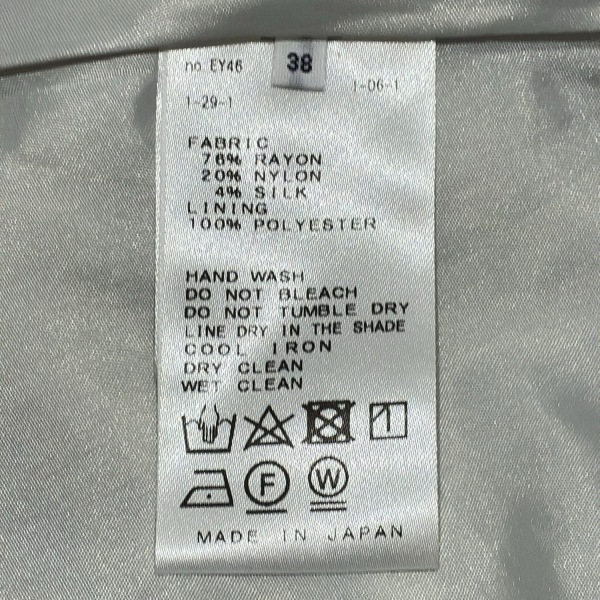 no. EY46
38
1-06-1
1-29-1
FABRIC
76% RAYON
20% NYLON
4% SILK
LINING
100% POLYESTER
HAND WASH
DO NOT BLEACH
DO NOT TUMBLE DRY
LINE DRY IN THE SHADE
COOL IRON
DRY CLEAN
WET CLEAN
F
W
MADE IN JAPAN